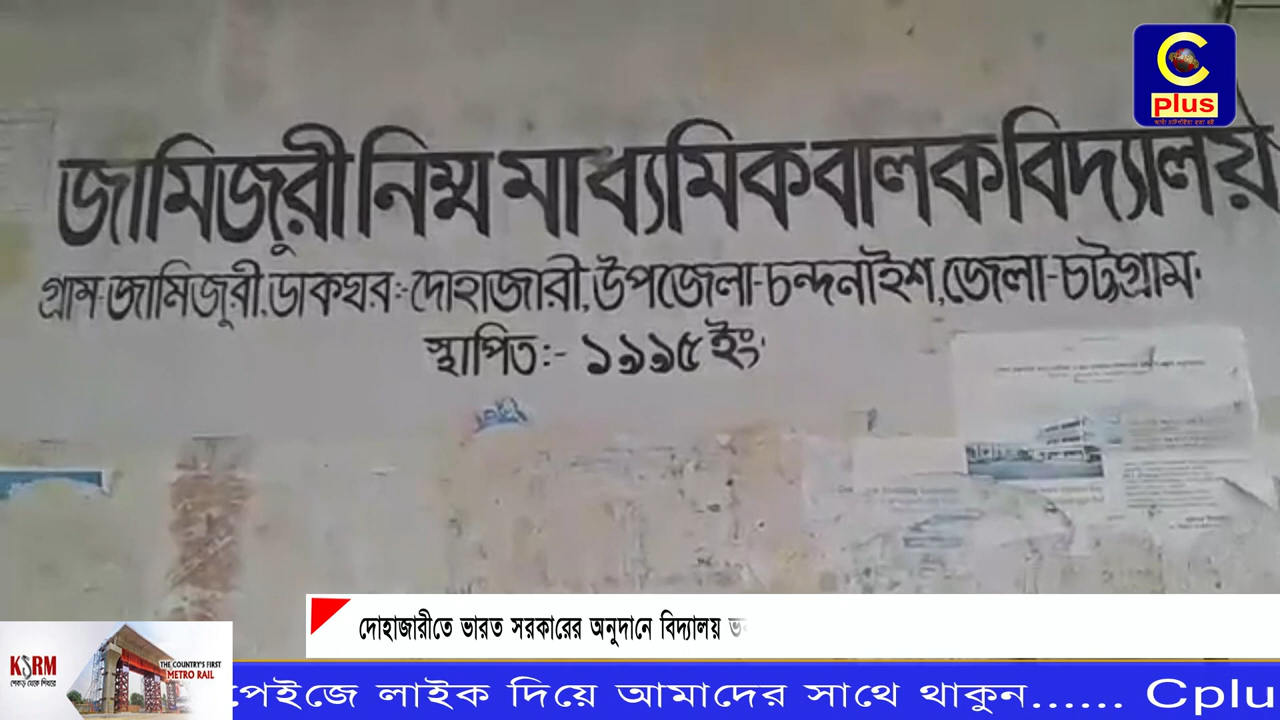 C
Plus
জামিজুরী নিম্ন মাধ্যমিক বালক বিদ্যালয়
গ্রাম-জামিজুরী, ডাকঘর:-দোহাজারী, উপজেলা-চন্দনাইশ, জেলা-চট্টগ্রাম।
স্থাপিত:- ১৯৯৫ ইং।
দোহাজারীতে ভারত সরকারের অনুদানে বিদ্যালয়
KSRM
THE COUNTRY'S FIRST
METRO RAIL
পেইজে লাইক দিয়ে আমাদের সাথে থাকুন...... Cplu